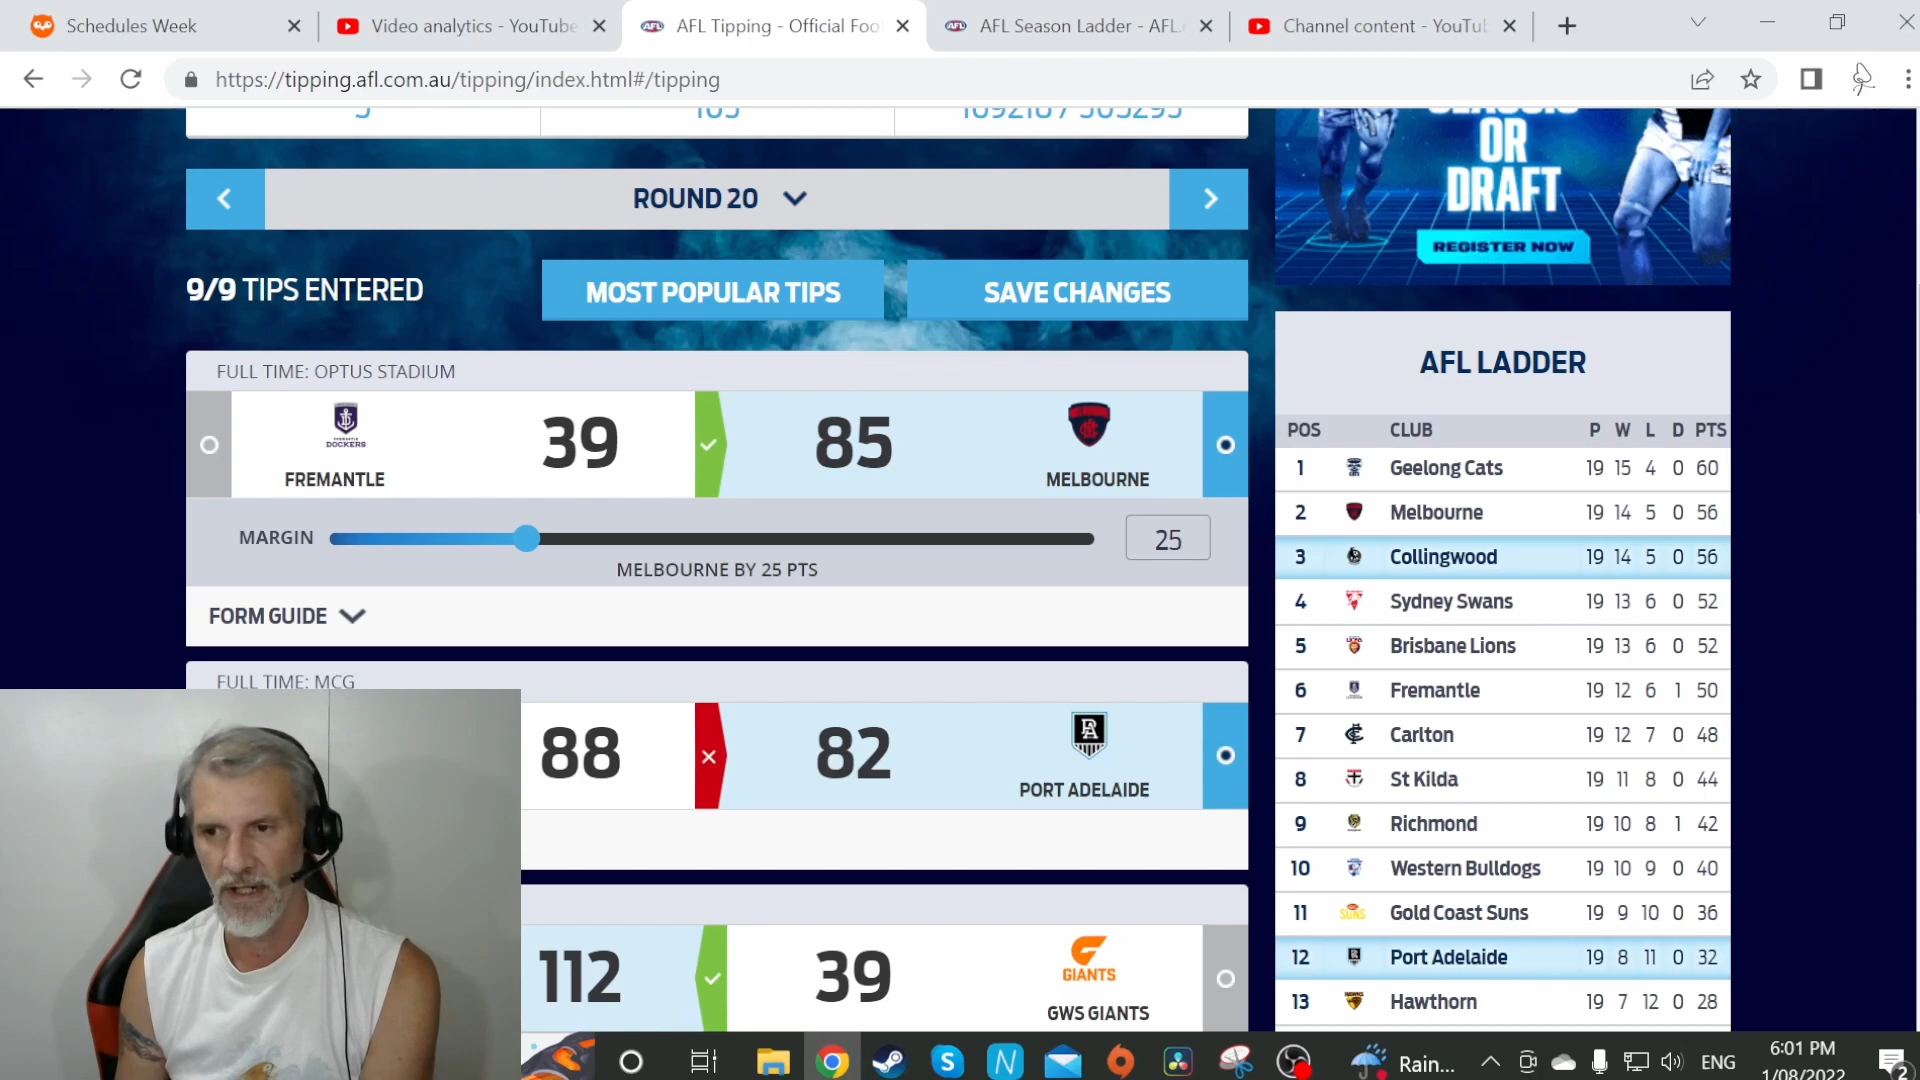 Schedules Week
Video analytics - YouTube
AFL Tipping - Official Foo
AFL Season Ladder - AFL.
Channel content - YouTub
https://tipping.afl.com.au/tipping/index.html#/tipping
OR
DRAFT
REGISTER NOW
ROUND 20
9/9 TIPS ENTERED
MOST POPULAR TIPS
SAVE CHANGES
FULL TIME: OPTUS STADIUM
FREMANTLE DOCKERS
FREMANTLE
39
85
MELBOURNE
MARGIN
25
MELBOURNE BY 25 PTS
FORM GUIDE
FULL TIME: MCG
88
82
PORT ADELAIDE
112
39
GIANTS
GWS GIANTS
AFL LADDER
POS CLUB P W L D PTS
1 Geelong Cats 19 15 4 0 60
2 Melbourne 19 14 5 0 56
3 Collingwood 19 14 5 0 56
4 Sydney Swans 19 13 6 0 52
5 Brisbane Lions 19 13 6 0 52
6 Fremantle 19 12 6 1 50
7 Carlton 19 12 7 0 48
8 St Kilda 19 11 8 0 44
9 Richmond 19 10 8 1 42
10 Western Bulldogs 19 10 9 0 40
11 Gold Coast Suns 19 9 10 0 36
12 Port Adelaide 19 8 11 0 32
13 Hawthorn 19 7 12 0 28
Rain...
ENG
6:01 PM
1/08/2022
2